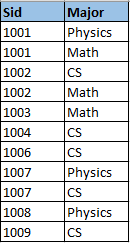 Sid Major
1001 Physics
1001 Math
1002 CS
1002 Math
1003 Math
1004 CS
1006 CS
1007 Physics
1007 CS
1008 Physics
1009 CS